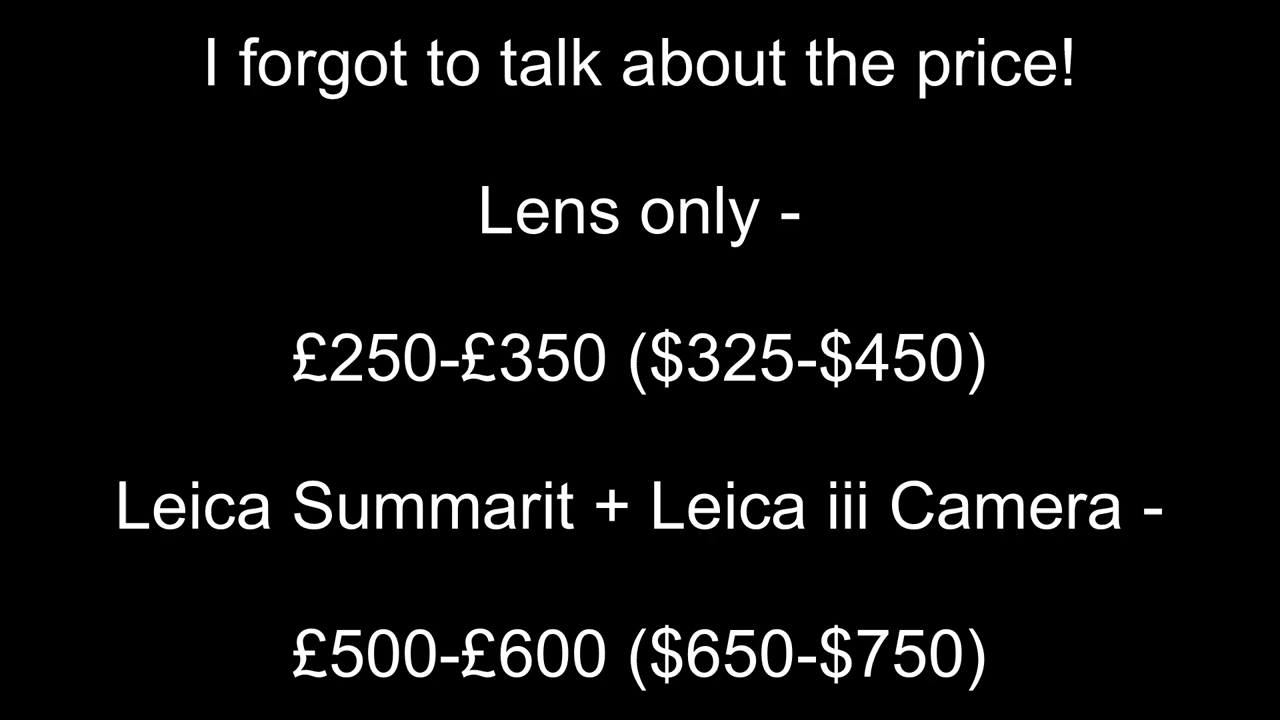 I forgot to talk about the price!
Lens only -
£250-£350 ($325-$450)
Leica Summarit + Leica iii Camera -
£500-£600 ($650-$750)